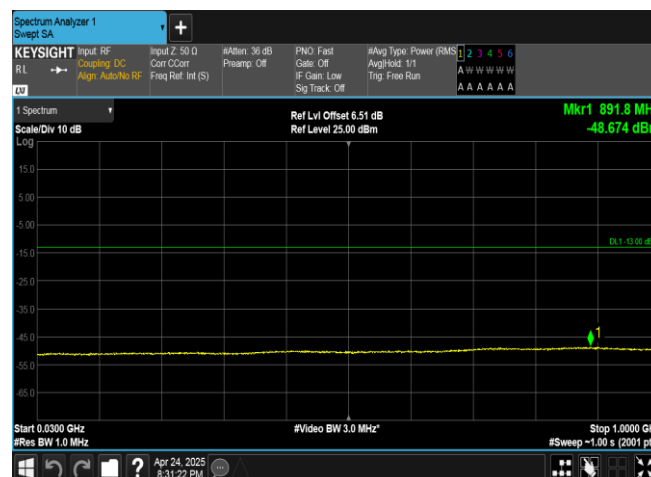 Spectrum Analyzer 1
Swept SA
+
KEYSIGHT
RL
LXI
Input: RF
Coupling: DC
Align: Auto/No RF
Input Z: 50 Ω
Corr CCorr
Freq Ref: Int (S)
#Atten: 36 dB
Preamp: Off
PNO: Fast
Gate: Off
IF Gain: Low
Sig Track: Off
#Avg Type: Power (RMS
Avg|Hold: 1/1
Trig: Free Run
1 2 3 4 5 6
A W W W W W
A A A A A A
1 Spectrum
Scale/Div 10 dB
Ref Lvl Offset 6.51 dB
Ref Level 25.00 dBm
Mkr1 891.8 MH
-48.674 dB
Log
15.0
5.00
-5.00
-15.0
-25.0
-35.0
-45.0
-55.0
-65.0
DL1 -13.00 d
1
Start 0.0300 GHz
#Res BW 1.0 MHz
#Video BW 3.0 MHz*
Stop 1.0000 G
#Sweep ~1.00 s (2001 pt
?
Apr 24, 2025
8:31:22 PM